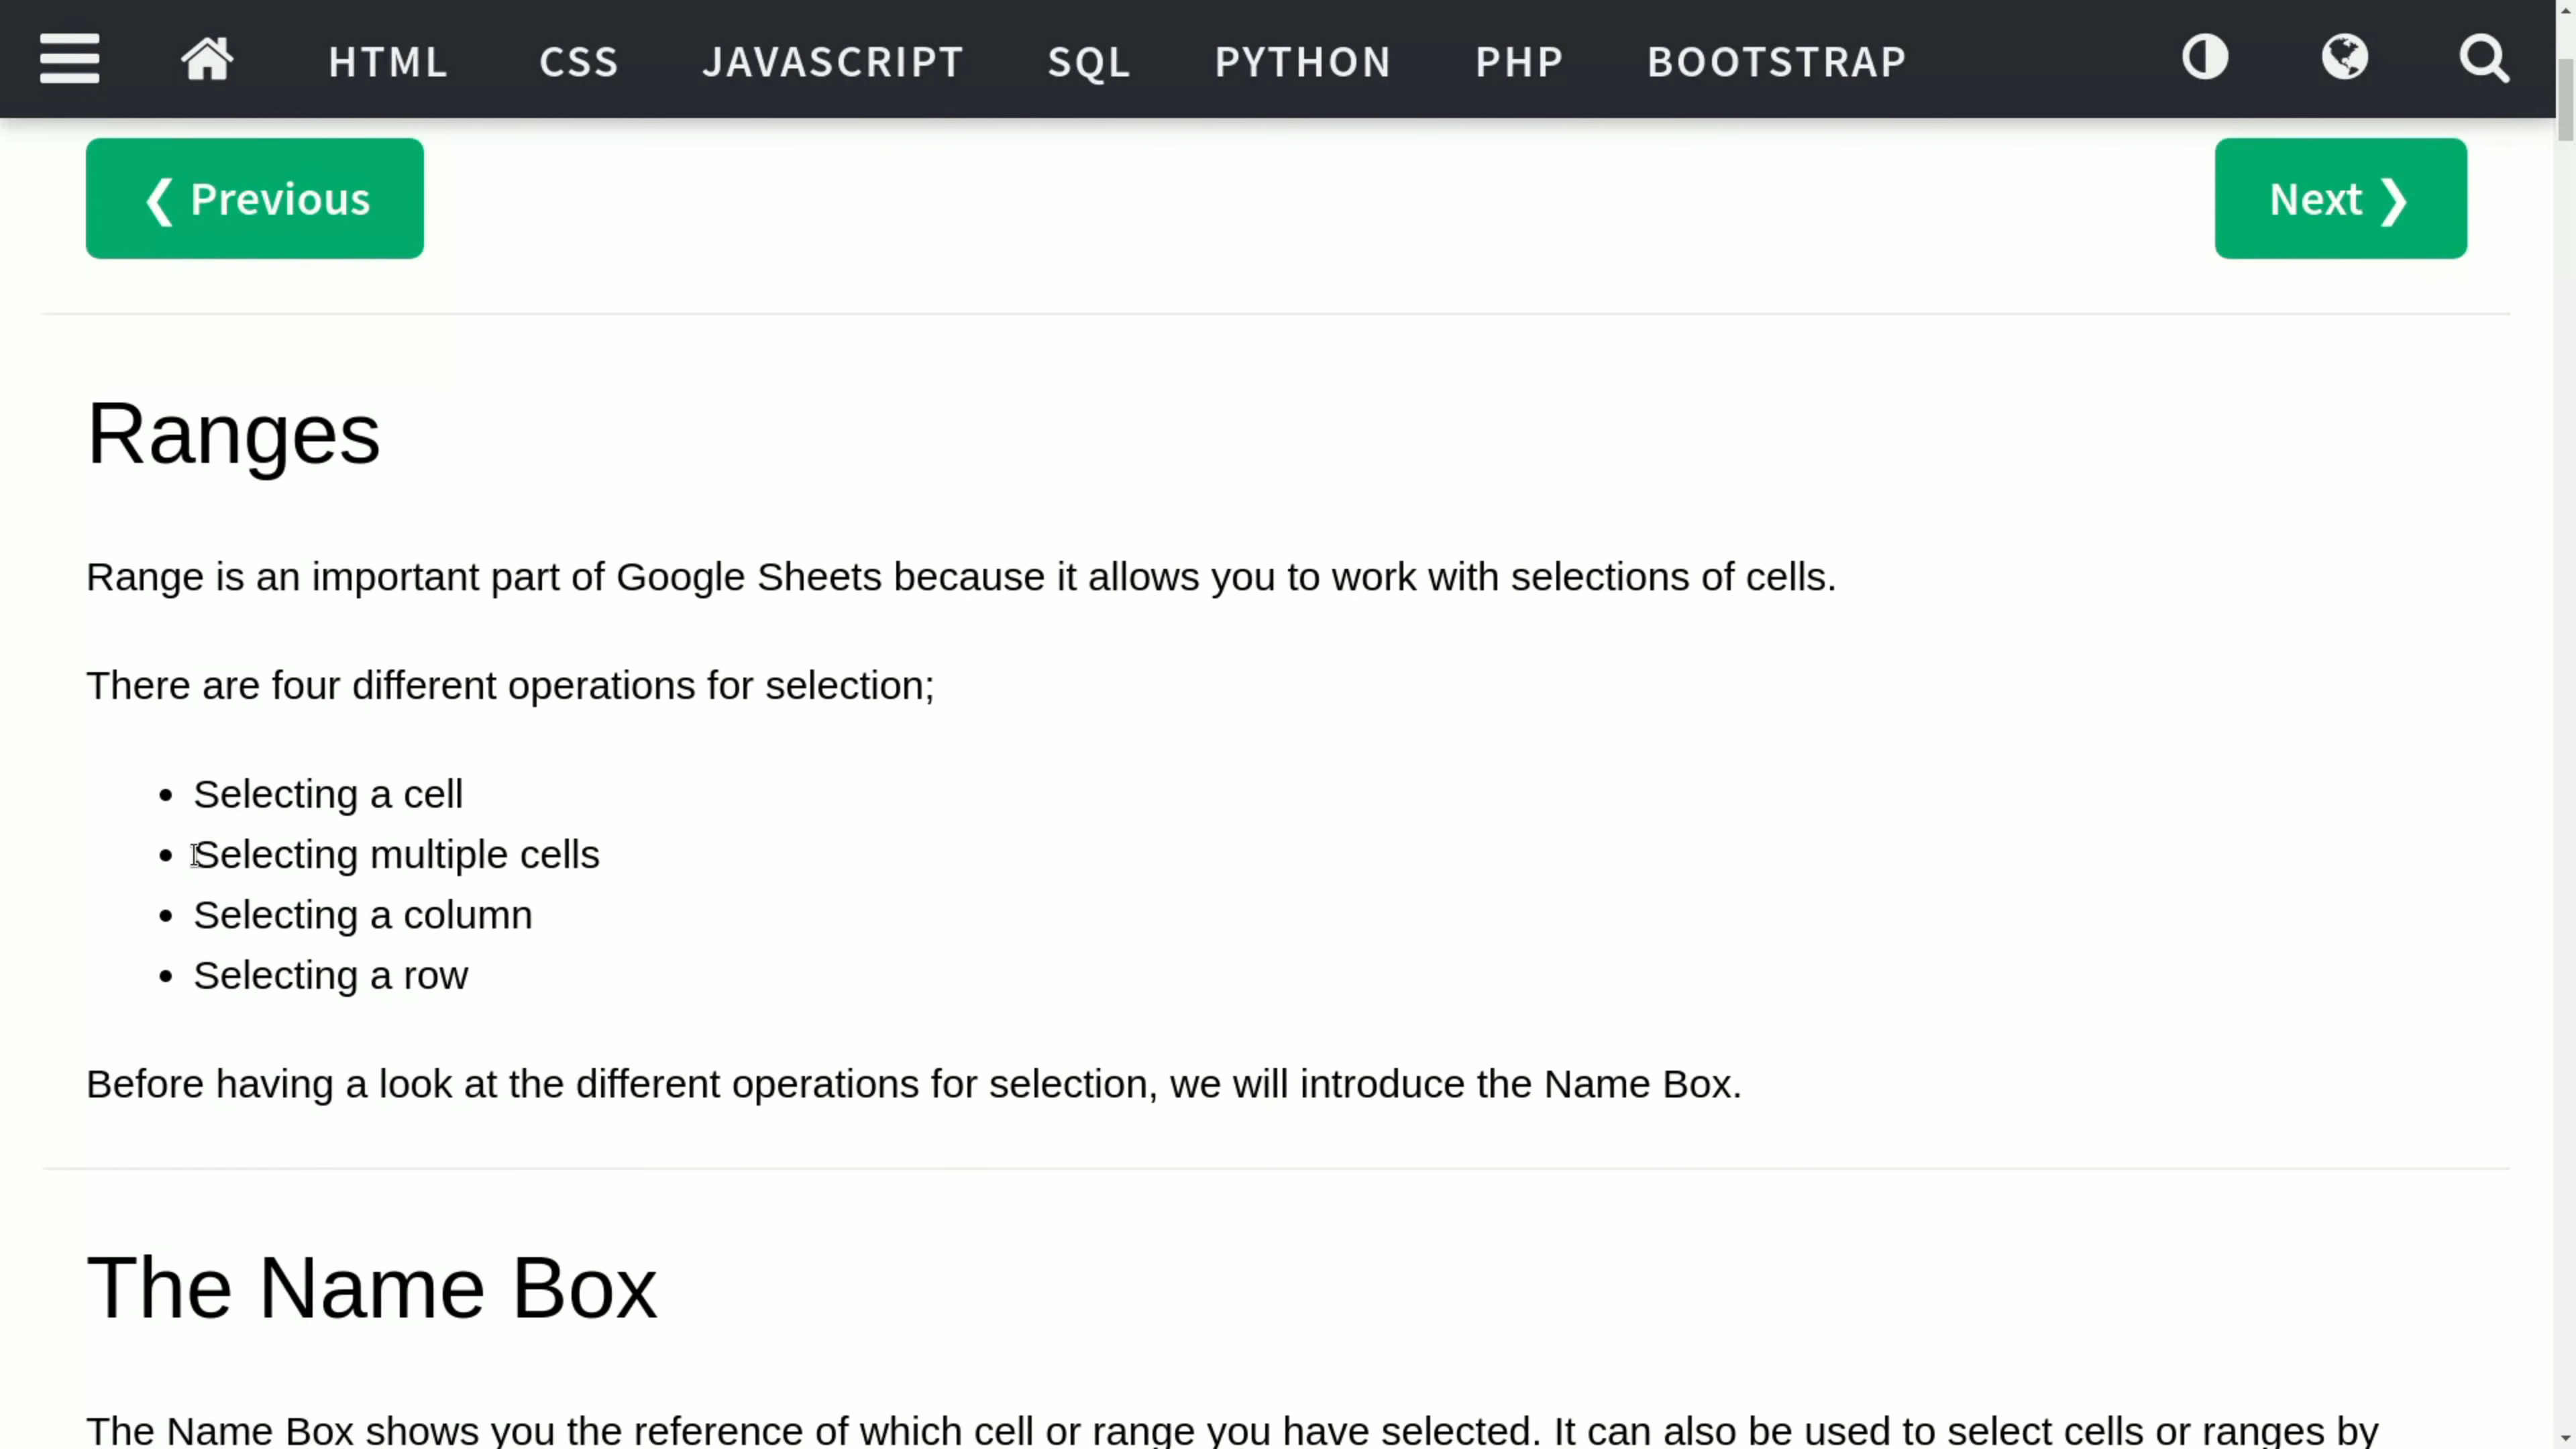 HTML CSS JAVASCRIPT SQL PYTHON PHP BOOTSTRAP
❮ Previous
Next ❯
Ranges
Range is an important part of Google Sheets because it allows you to work with selections of cells.
There are four different operations for selection;
• Selecting a cell
• Selecting multiple cells
• Selecting a column
• Selecting a row
Before having a look at the different operations for selection, we will introduce the Name Box.
The Name Box
The Name Box shows you the reference of which cell or range you have selected. It can also be used to select cells or ranges by